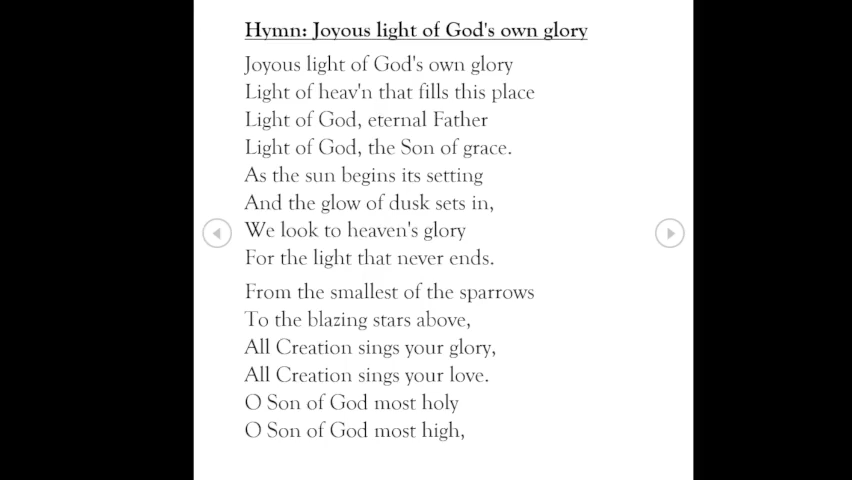 Hymn: Joyous light of God's own glory
Joyous light of God's own glory
Light of heav'n that fills this place
Light of God, eternal Father
Light of God, the Son of grace.
As the sun begins its setting
And the glow of dusk sets in,
We look to heaven's glory
For the light that never ends.
From the smallest of the sparrows
To the blazing stars above,
All Creation sings your glory,
All Creation sings your love.
O Son of God most holy
O Son of God most high,